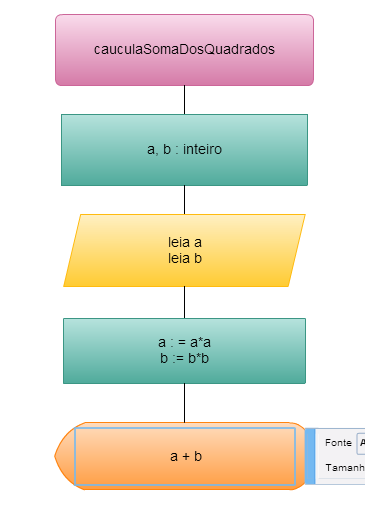 cauculaSomaDosQuadrados
a, b : inteiro
leia a
leia b
a : = a*a
b := b*b
a + b
Fonte
Tamanh